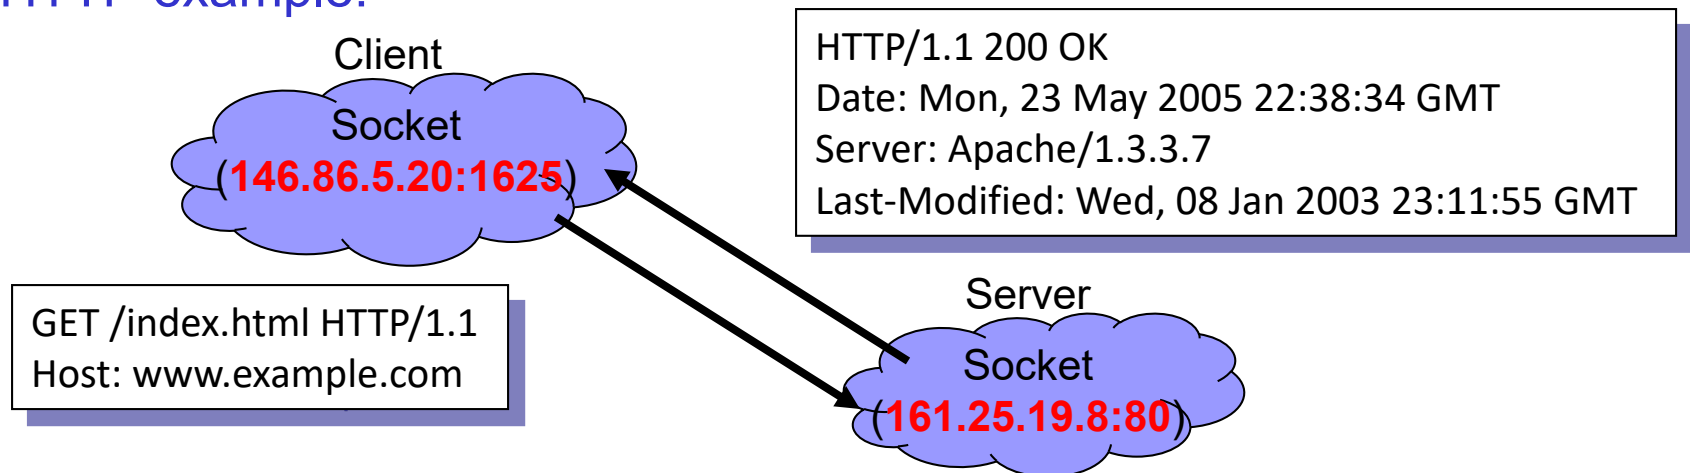 HTTP example:
Client
Socket
(146.86.5.20:1625)
HTTP/1.1 200 OK
Date: Mon, 23 May 2005 22:38:34 GMT
Server: Apache/1.3.3.7
Last-Modified: Wed, 08 Jan 2003 23:11:55 GMT
GET /index.html HTTP/1.1
Host: www.example.com
Server
Socket
(161.25.19.8:80)